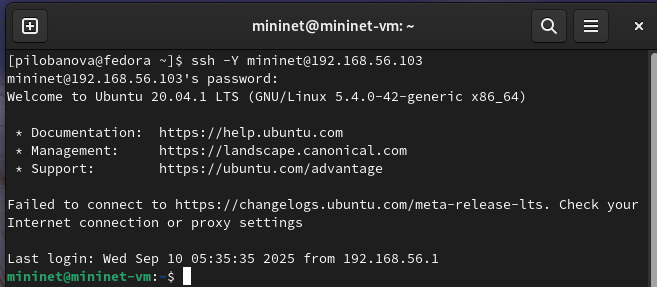 mininet@mininet-vm: ~
[pilobanova@fedora ~]$ ssh -Y mininet@192.168.56.103
mininet@192.168.56.103's password:
Welcome to Ubuntu 20.04.1 LTS (GNU/Linux 5.4.0-42-generic x86_64)

 * Documentation:  https://help.ubuntu.com
 * Management:     https://landscape.canonical.com
 * Support:        https://ubuntu.com/advantage

Failed to connect to https://changelogs.ubuntu.com/meta-release-lts. Check your
Internet connection or proxy settings

Last login: Wed Sep 10 05:35:35 2025 from 192.168.56.1
mininet@mininet-vm:~$